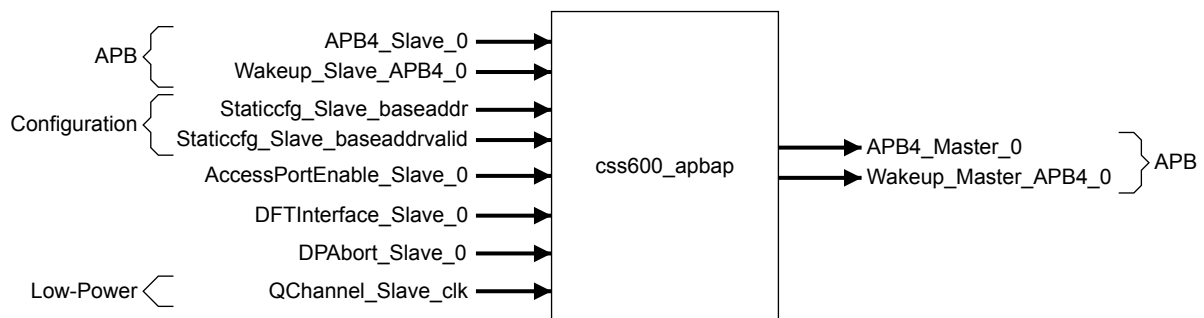 APB
APB4_Slave_0
Wakeup_Slave_APB4_0
Configuration
Staticcfg_Slave_baseaddr
Staticcfg_Slave_baseaddrvalid
AccessPortEnable_Slave_0
DFTInterface_Slave_0
DPAbort_Slave_0
Low-Power
QChannel_Slave_clk
css600_apbap
APB4_Master_0
Wakeup_Master_APB4_0
APB